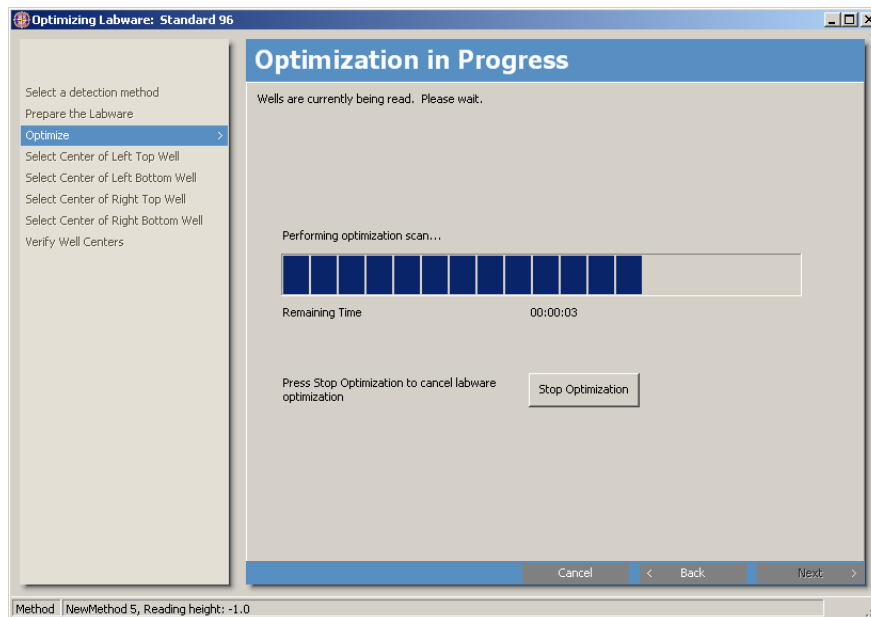 Optimizing Labware: Standard 96
Select a detection method
Prepare the Labware
Optimize >
Select Center of Left Top Well
Select Center of Left Bottom Well
Select Center of Right Top Well
Select Center of Right Bottom Well
Verify Well Centers
Optimization in Progress
Wells are currently being read. Please wait.
Performing optimization scan...
Remaining Time 00:00:03
Press Stop Optimization to cancel labware
optimization
Stop Optimization
Cancel < Back Next >
Method NewMethod 5, Reading height: -1.0